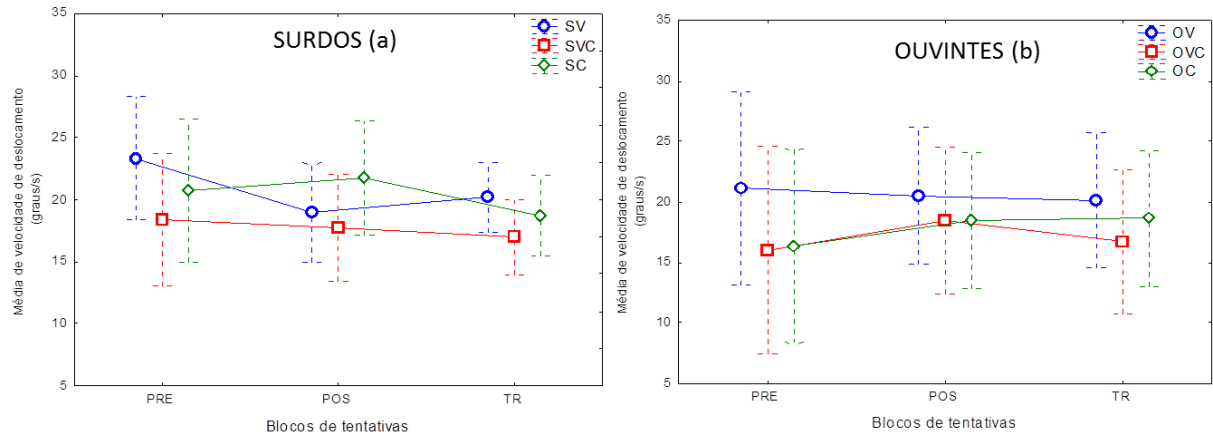 SURDOS (a)
SV
SVC
SC
35
30
25
20
15
10
5
Média de velocidade de deslocamento
(graus/s)
PRE
POS
TR
Blocos de tentativas
OUVINTES (b)
OV
OVC
OC
35
30
25
20
15
10
5
Média de velocidade de deslocamento
(graus/s)
PRE
POS
TR
Blocos de tentativas